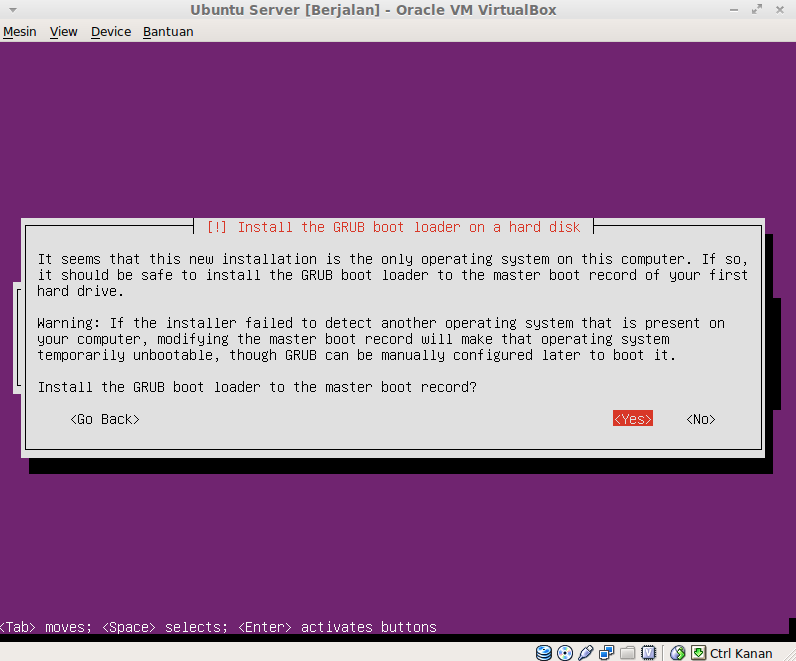 Ubuntu Server [Berjalan] - Oracle VM VirtualBox
Mesin View Device Bantuan
[!] Install the GRUB boot loader on a hard disk
It seems that this new installation is the only operating system on this computer. If so,
it should be safe to install the GRUB boot loader to the master boot record of your first
hard drive.
Warning: If the installer failed to detect another operating system that is present on
your computer, modifying the master boot record will make that operating system
temporarily unbootable, though GRUB can be manually configured later to boot it.
Install the GRUB boot loader to the master boot record?
<Go Back> <Yes> <No>
<Tab> moves; <Space> selects; <Enter> activates buttons
Ctrl Kanan